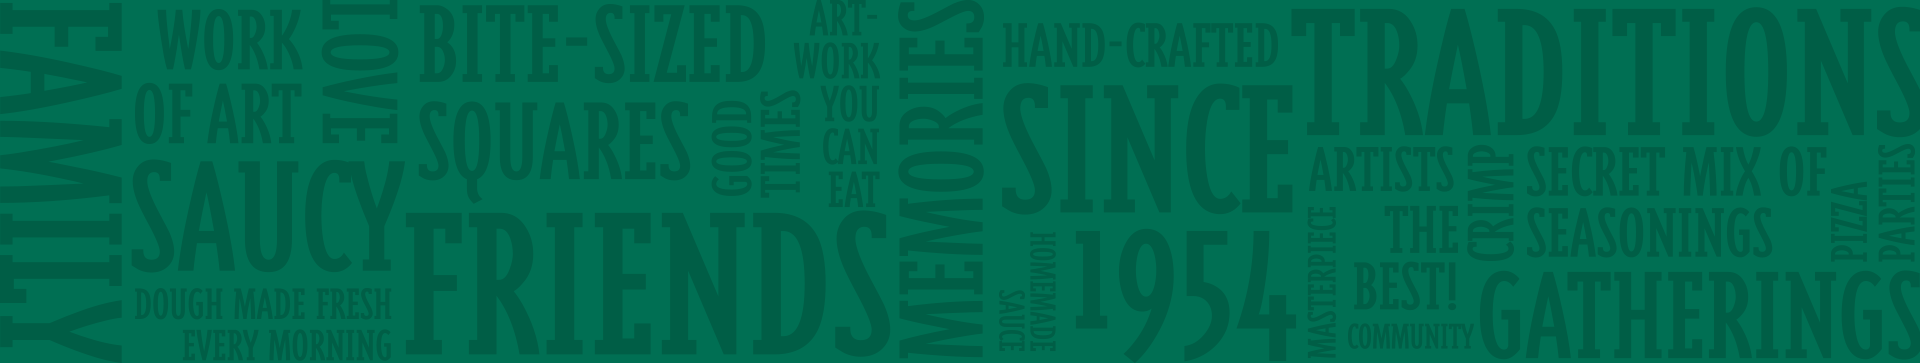 FAMILY
WORK
OF ART
LOVE
SAUCY
DOUGH MADE FRESH
EVERY MORNING
BITE-SIZED
SQUARES
GOOD
TIMES
ART-
WORK
YOU
CAN
EAT
FRIENDS
MEMORIES
HAND-CRAFTED
SINCE
1954
HOMEMADE
SAUCE
TRADITIONS
ARTISTS
CRIMP
SECRET MIX OF
SEASONINGS
PIZZA
PARTIES
MASTERPIECE
THE
BEST!
COMMUNITY
GATHERINGS